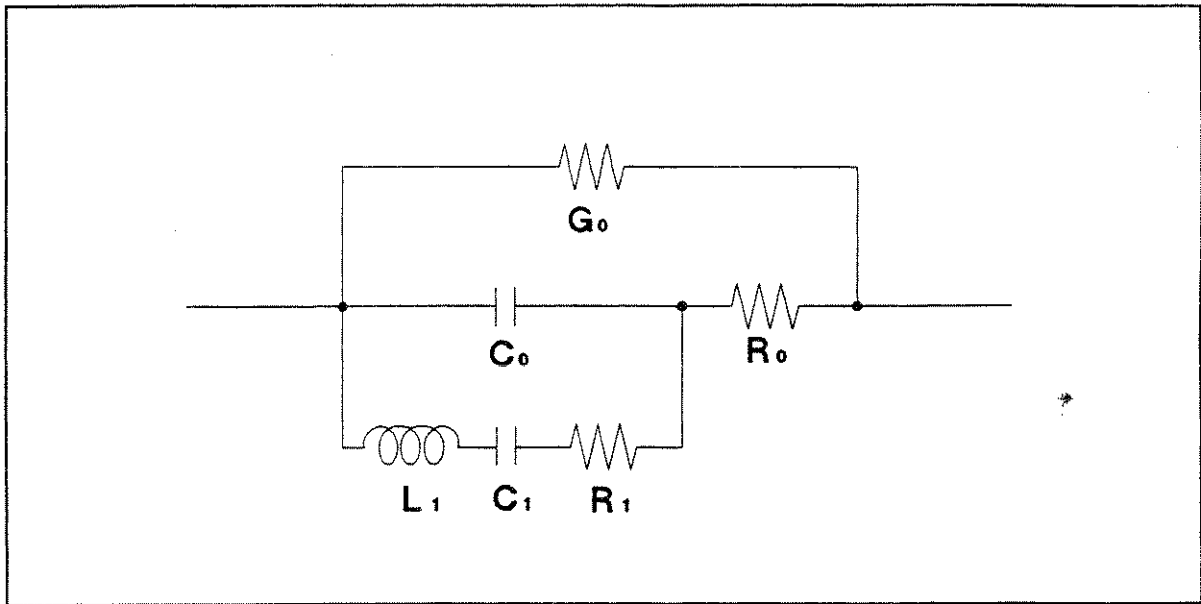 G₀
C₀
R₀
L₁ C₁ R₁